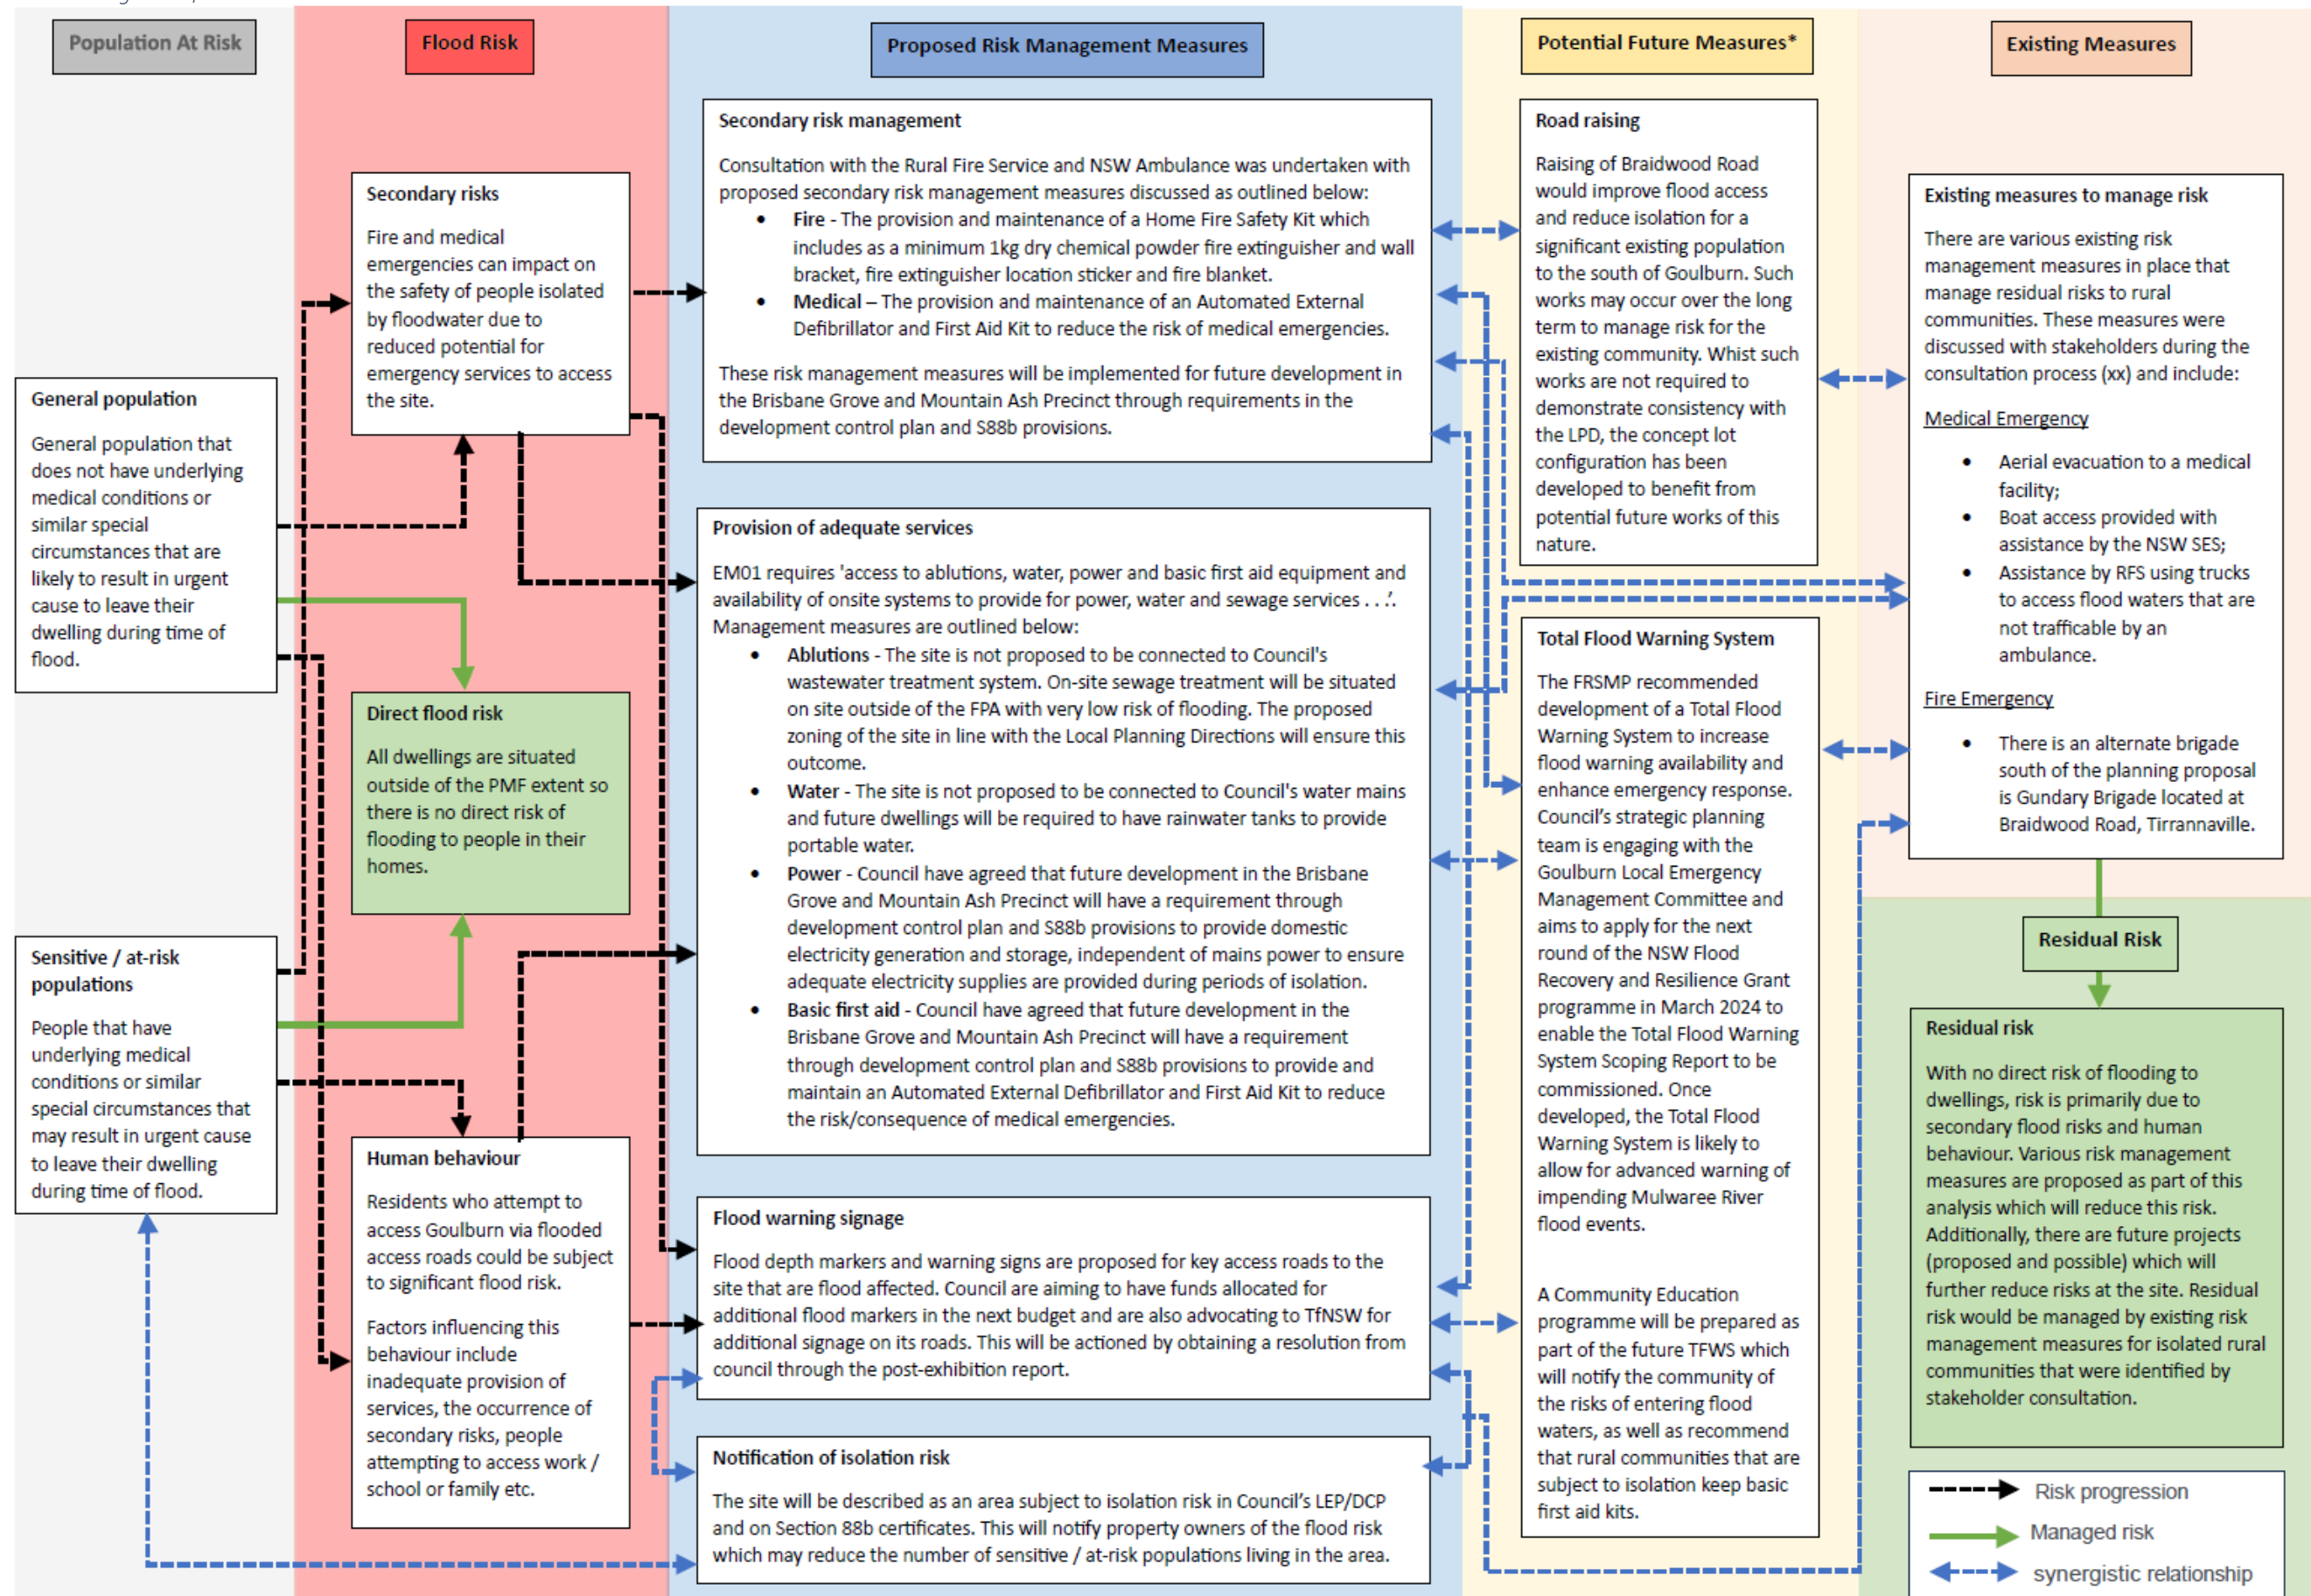 Population At Risk
Flood Risk
Proposed Risk Management Measures
Potential Future Measures*
Existing Measures
General population
General population that
does not have underlying
medical conditions or
similar special
circumstances that are
likely to result in urgent
cause to leave their
dwelling during time of
flood.
Sensitive / at-risk
populations
People that have
underlying medical
conditions or similar
special circumstances that
may result in urgent cause
to leave their dwelling
during time of flood.
Secondary risks
Fire and medical
emergencies can impact on
the safety of people isolated
by floodwater due to
reduced potential for
emergency services to access
the site.
Direct flood risk
All dwellings are situated
outside of the PMF extent so
there is no direct risk of
flooding to people in their
homes.
Human behaviour
Residents who attempt to
access Goulburn via flooded
access roads could be subject
to significant flood risk.
Factors influencing this
behaviour include
inadequate provision of
services, the occurrence of
secondary risks, people
attempting to access work /
school or family etc.
Secondary risk management
Consultation with the Rural Fire Service and NSW Ambulance was undertaken with
proposed secondary risk management measures discussed as outlined below:
• Fire - The provision and maintenance of a Home Fire Safety Kit which
includes as a minimum 1kg dry chemical powder fire extinguisher and wall
bracket, fire extinguisher location sticker and fire blanket.
• Medical – The provision and maintenance of an Automated External
Defibrillator and First Aid Kit to reduce the risk of medical emergencies.
These risk management measures will be implemented for future development in
the Brisbane Grove and Mountain Ash Precinct through requirements in the
development control plan and S88b provisions.
Provision of adequate services
EM01 requires 'access to ablutions, water, power and basic first aid equipment and
availability of onsite systems to provide for power, water and sewage services . . .'.
Management measures are outlined below:
• Ablutions - The site is not proposed to be connected to Council's
wastewater treatment system. On-site sewage treatment will be situated
on site outside of the FPA with very low risk of flooding. The proposed
zoning of the site in line with the Local Planning Directions will ensure this
outcome.
• Water - The site is not proposed to be connected to Council's water mains
and future dwellings will be required to have rainwater tanks to provide
portable water.
• Power - Council have agreed that future development in the Brisbane
Grove and Mountain Ash Precinct will have a requirement through
development control plan and S88b provisions to provide domestic
electricity generation and storage, independent of mains power to ensure
adequate electricity supplies are provided during periods of isolation.
• Basic first aid - Council have agreed that future development in the
Brisbane Grove and Mountain Ash Precinct will have a requirement
through development control plan and S88b provisions to provide and
maintain an Automated External Defibrillator and First Aid Kit to reduce
the risk/consequence of medical emergencies.
Flood warning signage
Flood depth markers and warning signs are proposed for key access roads to the
site that are flood affected. Council are aiming to have funds allocated for
additional flood markers in the next budget and are also advocating to TfNSW for
additional signage on its roads. This will be actioned by obtaining a resolution from
council through the post-exhibition report.
Notification of isolation risk
The site will be described as an area subject to isolation risk in Council's LEP/DCP
and on Section 88b certificates. This will notify property owners of the flood risk
which may reduce the number of sensitive / at-risk populations living in the area.
Road raising
Raising of Braidwood Road
would improve flood access
and reduce isolation for a
significant existing population
to the south of Goulburn. Such
works may occur over the long
term to manage risk for the
existing community. Whist such
works are not required to
demonstrate consistency with
the LPD, the concept lot
configuration has been
developed to benefit from
potential future works of this
nature.
Total Flood Warning System
The FRSMP recommended
development of a Total Flood
Warning System to increase
flood warning availability and
enhance emergency response.
Council's strategic planning
team is engaging with the
Goulburn Local Emergency
Management Committee and
aims to apply for the next
round of the NSW Flood
Recovery and Resilience Grant
programme in March 2024 to
enable the Total Flood Warning
System Scoping Report to be
commissioned. Once
developed, the Total Flood
Warning System is likely to
allow for advanced warning of
impending Mulwaree River
flood events.
A Community Education
programme will be prepared as
part of the future TFWS which
will notify the community of
the risks of entering flood
waters, as well as recommend
that rural communities that are
subject to isolation keep basic
first aid kits.
Existing measures to manage risk
There are various existing risk
management measures in place that
manage residual risks to rural
communities. These measures were
discussed with stakeholders during the
consultation process (xx) and include:
Medical Emergency
• Aerial evacuation to a medical
facility;
• Boat access provided with
assistance by the NSW SES;
• Assistance by RFS using trucks
to access flood waters that are
not trafficable by an
ambulance.
Fire Emergency
• There is an alternate brigade
south of the planning proposal
is Gundary Brigade located at
Braidwood Road, Tirrannaville.
Residual Risk
Residual risk
With no direct risk of flooding to
dwellings, risk is primarily due to
secondary flood risks and human
behaviour. Various risk management
measures are proposed as part of this
analysis which will reduce this risk.
Additionally, there are future projects
(proposed and possible) which will
further reduce risks at the site. Residual
risk would be managed by existing risk
management measures for isolated rural
communities that were identified by
stakeholder consultation.
Risk progression
Managed risk
synergistic relationship